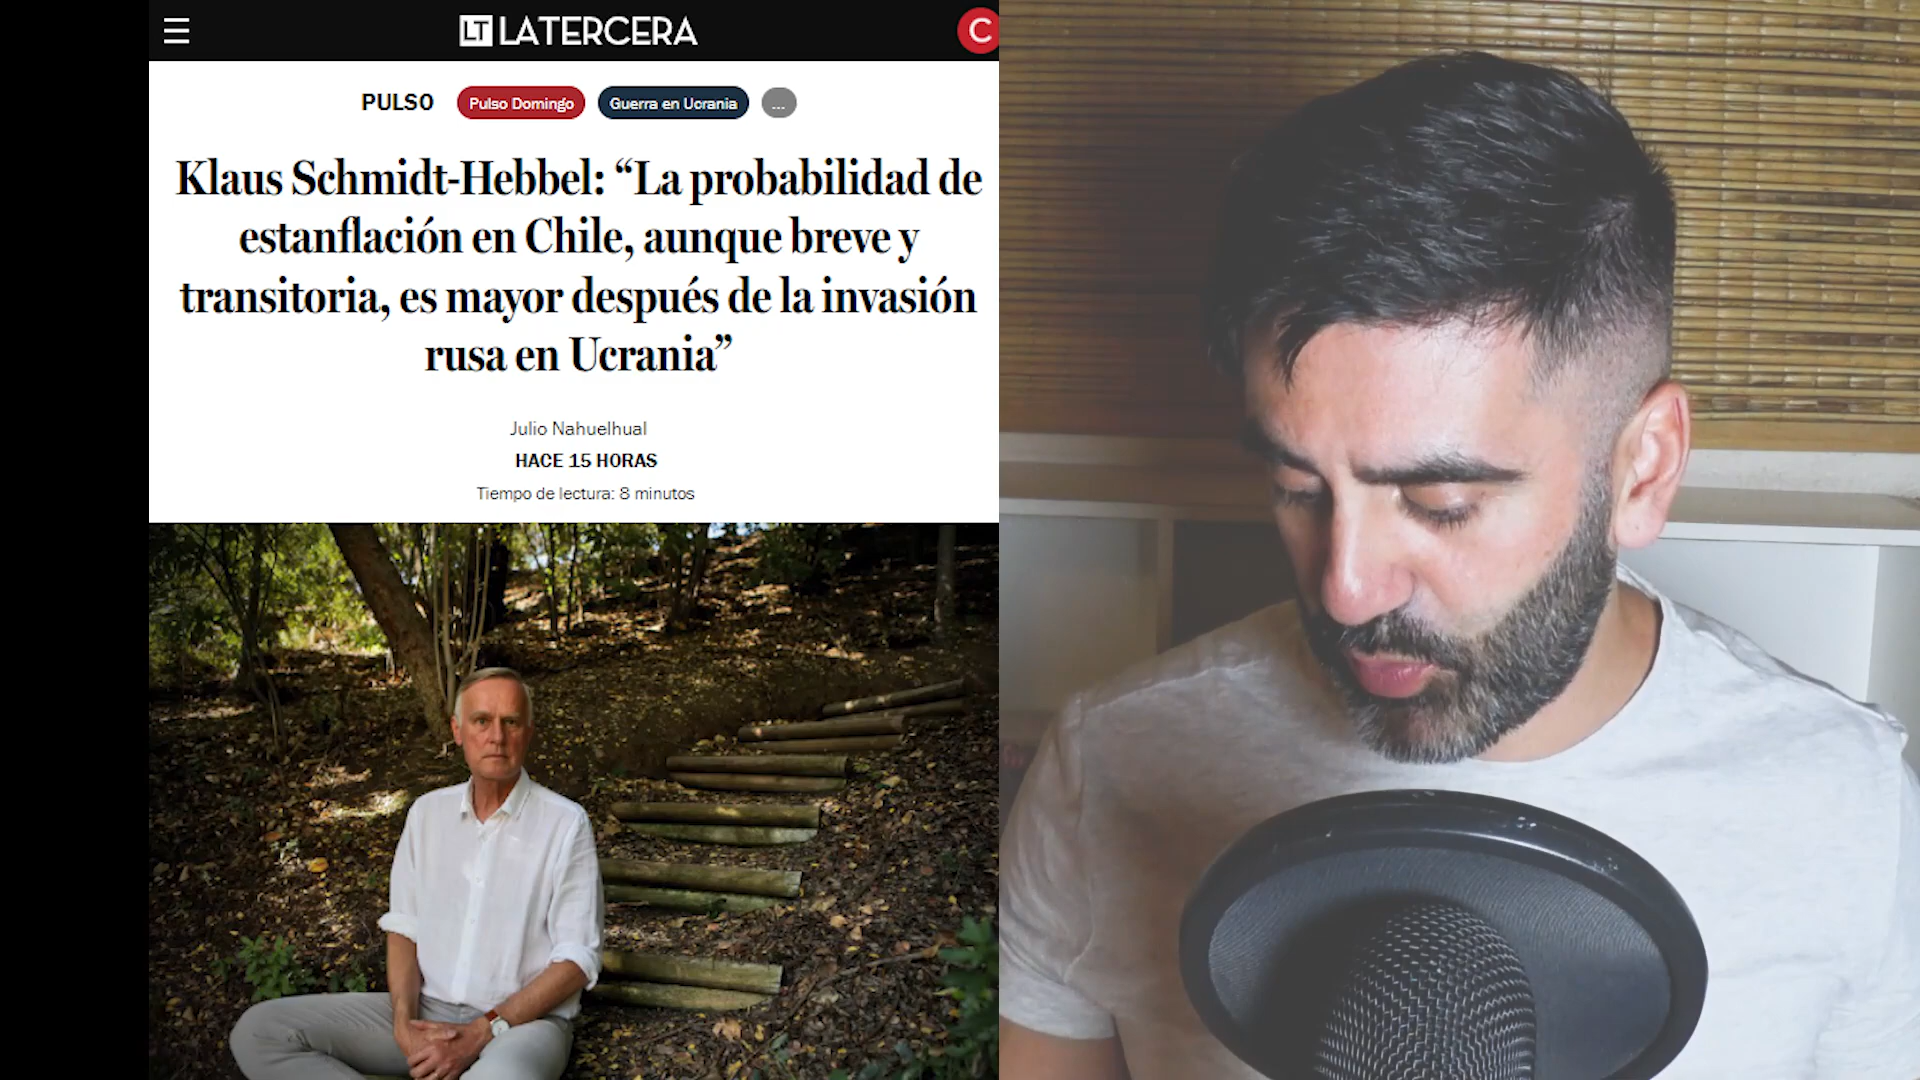 LT LATERCERA
C
PULSO Pulso Domingo Guerra en Ucrania ...
Klaus Schmidt-Hebbel: “La probabilidad de
estanflación en Chile, aunque breve y
transitoria, es mayor después de la invasión
rusa en Ucrania”
Julio Nahuelhual
HACE 15 HORAS
Tiempo de lectura: 8 minutos